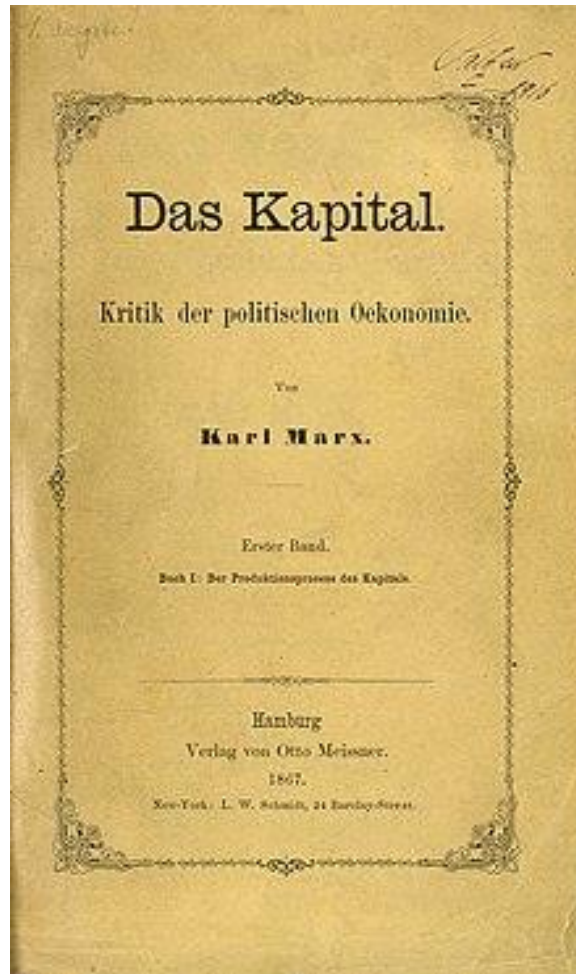 Das Kapital.
Kritik der politischen Oekonomie.
Von
Karl Marx.
Erster Band.
Buch I: Der Produktionsprocess des Kapitals.
Hamburg
Verlag von Otto Meissner.
1867.
New-York: L. W. Schmidt, 24 Barclay-Street.